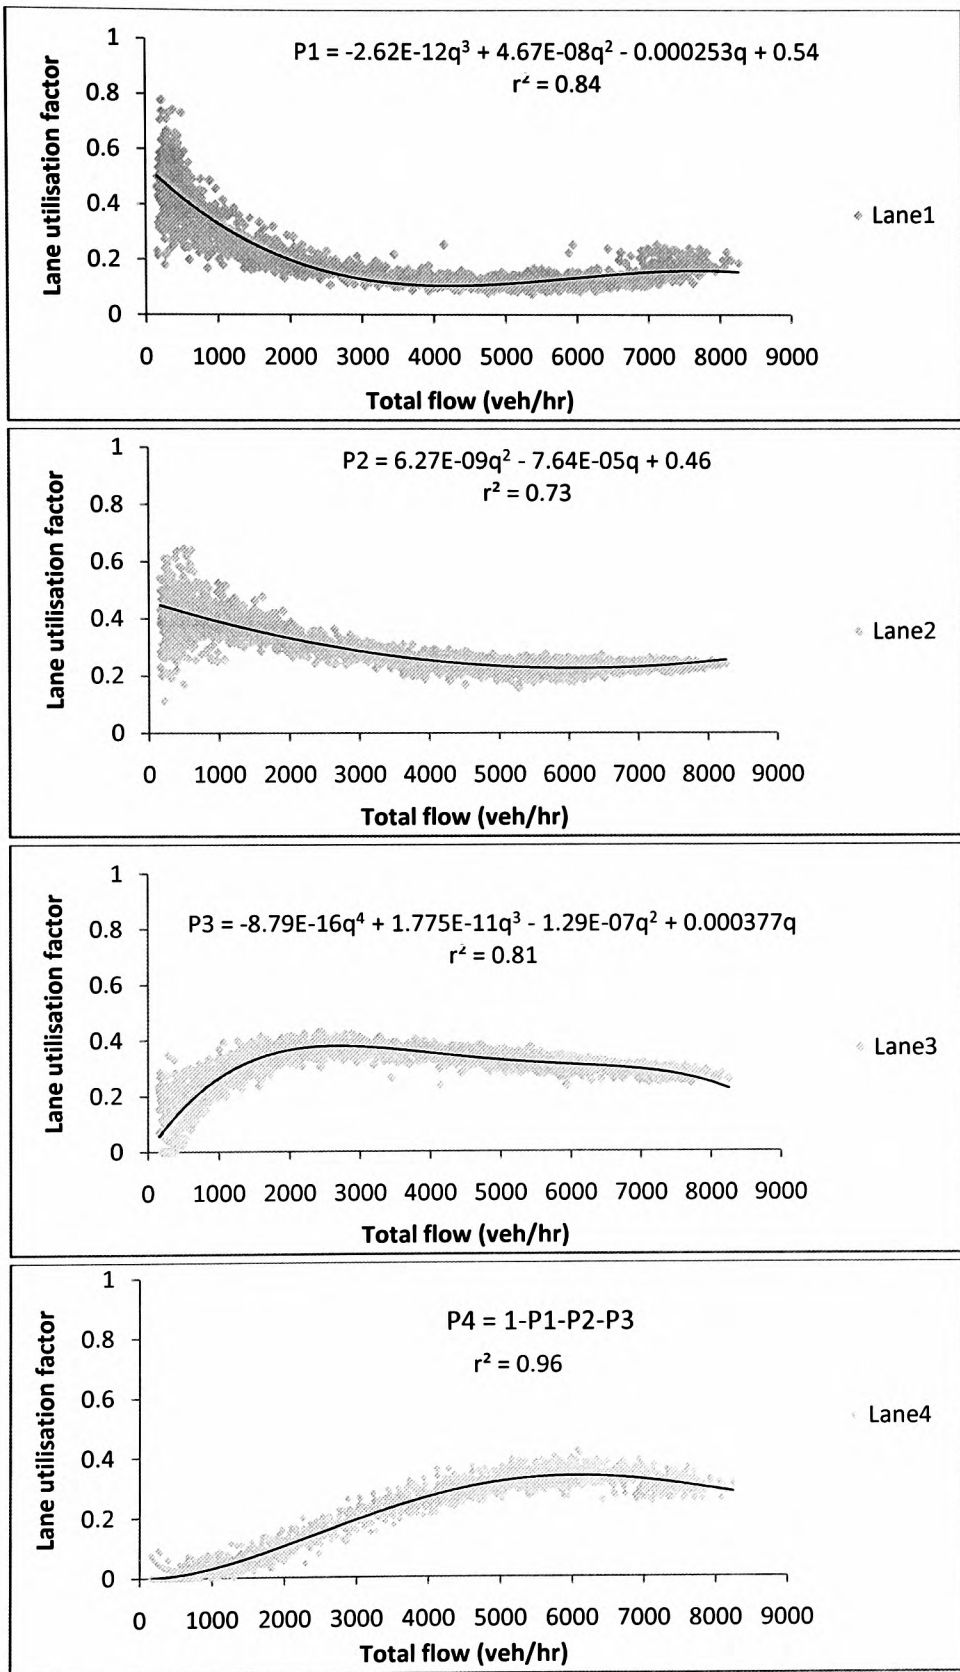 P1 = -2.62E-12q³ + 4.67E-08q² - 0.000253q + 0.54
r² = 0.84
Lane utilisation factor
1
0.8
0.6
0.4
0.2
0
0 1000 2000 3000 4000 5000 6000 7000 8000 9000
Total flow (veh/hr)
Lane1
P2 = 6.27E-09q² - 7.64E-05q + 0.46
r² = 0.73
Lane utilisation factor
1
0.8
0.6
0.4
0.2
0
0 1000 2000 3000 4000 5000 6000 7000 8000 9000
Total flow (veh/hr)
Lane2
P3 = -8.79E-16q⁴ + 1.775E-11q³ - 1.29E-07q² + 0.000377q
r² = 0.81
Lane utilisation factor
1
0.8
0.6
0.4
0.2
0
0 1000 2000 3000 4000 5000 6000 7000 8000 9000
Total flow (veh/hr)
Lane3
P4 = 1-P1-P2-P3
r² = 0.96
Lane utilisation factor
1
0.8
0.6
0.4
0.2
0
0 1000 2000 3000 4000 5000 6000 7000 8000 9000
Total flow (veh/hr)
Lane4